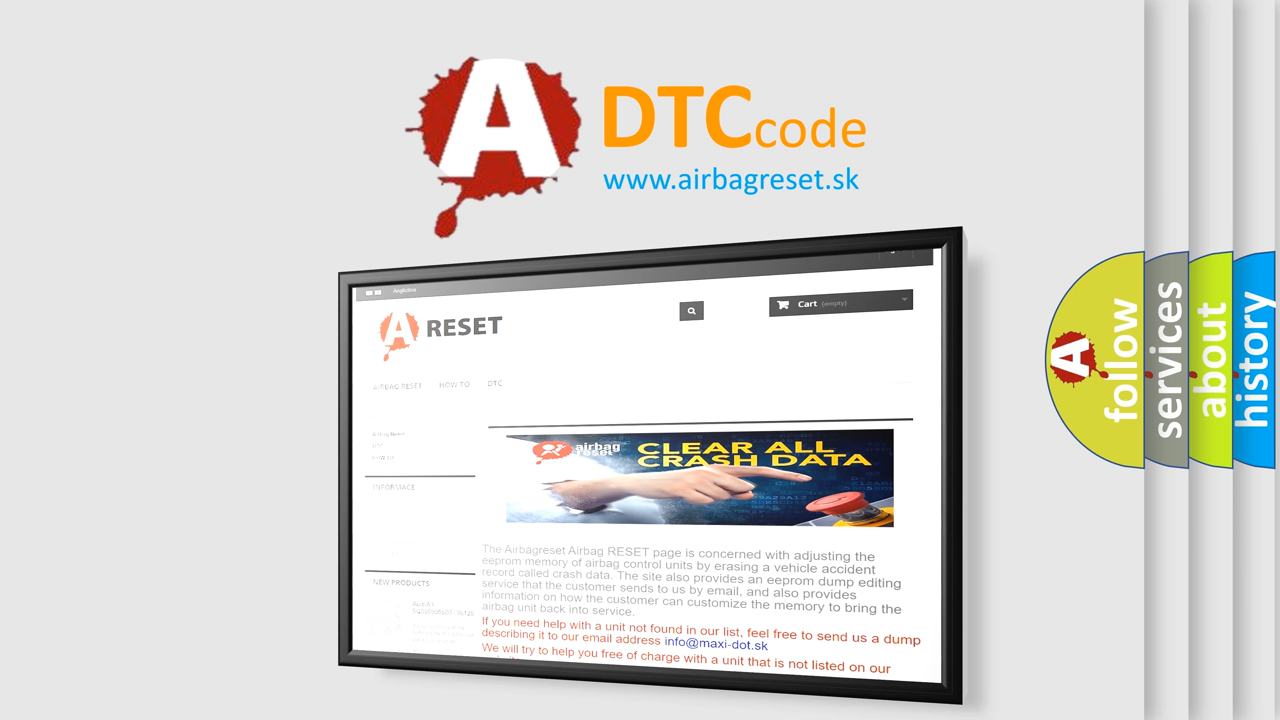 A DTC code
www.airbagreset.sk
Anglictina
A RESET
Cart (empty)
AIRBAG RESET HOW TO DTC
INFORMACE
NEW PRODUCTS
airbag
reset
CLEAR ALL
CRASH DATA
The Airbagreset Airbag RESET page is concerned with adjusting the
eeprom memory of airbag control units by erasing a vehicle accident
record called crash data. The site also provides an eeprom dump editing
service that the customer sends to us by email, and also provides
information on how the customer can customize the memory to bring the
airbag unit back into service.
If you need help with a unit not found in our list, feel free to send us a dump
describing it to our email address info@maxi-dot.sk
We will try to help you free of charge with a unit that is not listed on our
A
follow
services
about
history